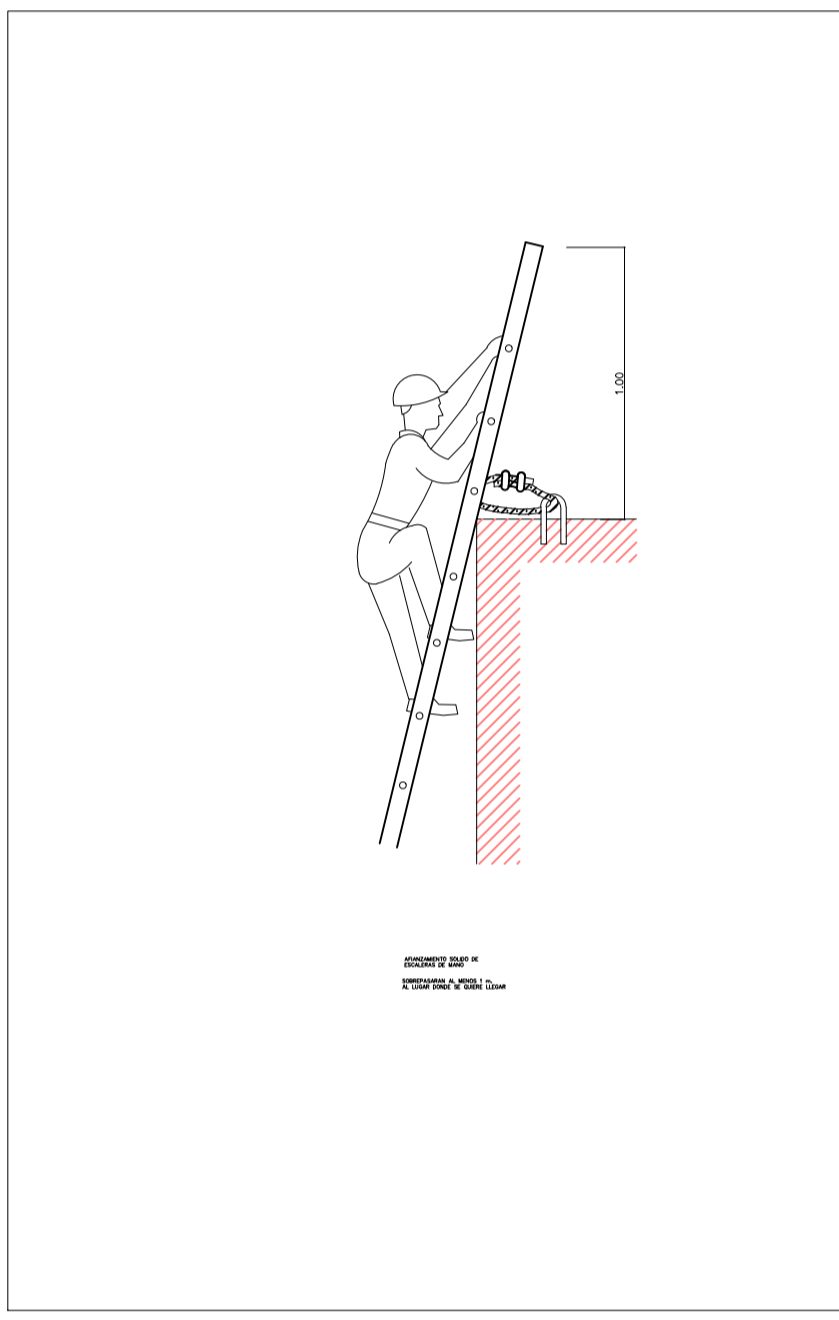 1.00
AFIANZAMIENTO SOLIDO DE
ESCALERAS DE MANO
SOBREPASARAN AL MENOS 1 m.
AL LUGAR DONDE SE QUIERE LLEGAR